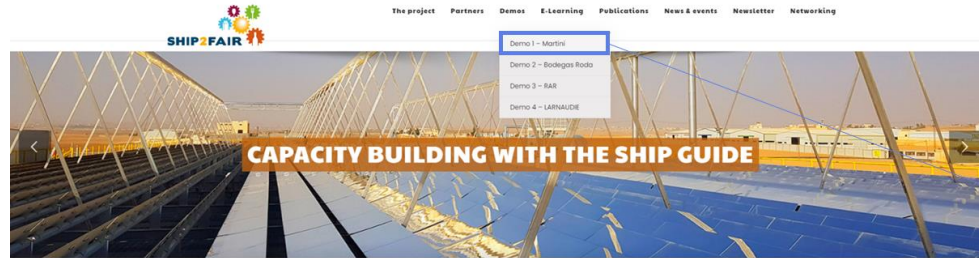 SHIP2FAIR
The project Partners Demos E-Learning Publications News & events Newsletter Networking
Demo 1 – Martini
Demo 2 – Bodegas Roda
Demo 3 – RAR
Demo 4 – LARNAUDIE
CAPACITY BUILDING WITH THE SHIP GUIDE